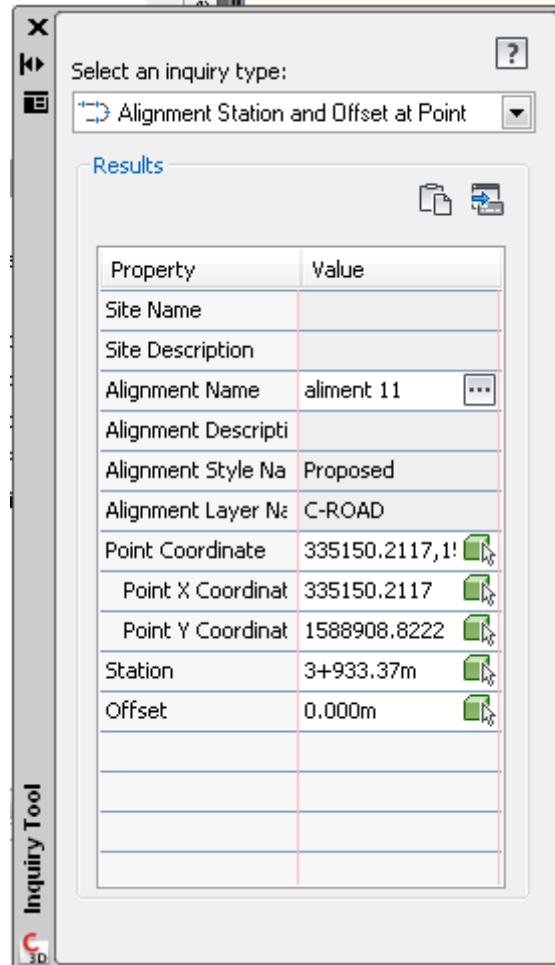 ?
Select an inquiry type:
Alignment Station and Offset at Point
Results
Property Value
Site Name
Site Description
Alignment Name aliment 11 ...
Alignment Descripti
Alignment Style Na Proposed
Alignment Layer Na C-ROAD
Point Coordinate 335150.2117,1!
Point X Coordinat 335150.2117
Point Y Coordinat 1588908.8222
Station 3+933.37m
Offset 0.000m
Inquiry Tool
C
3D